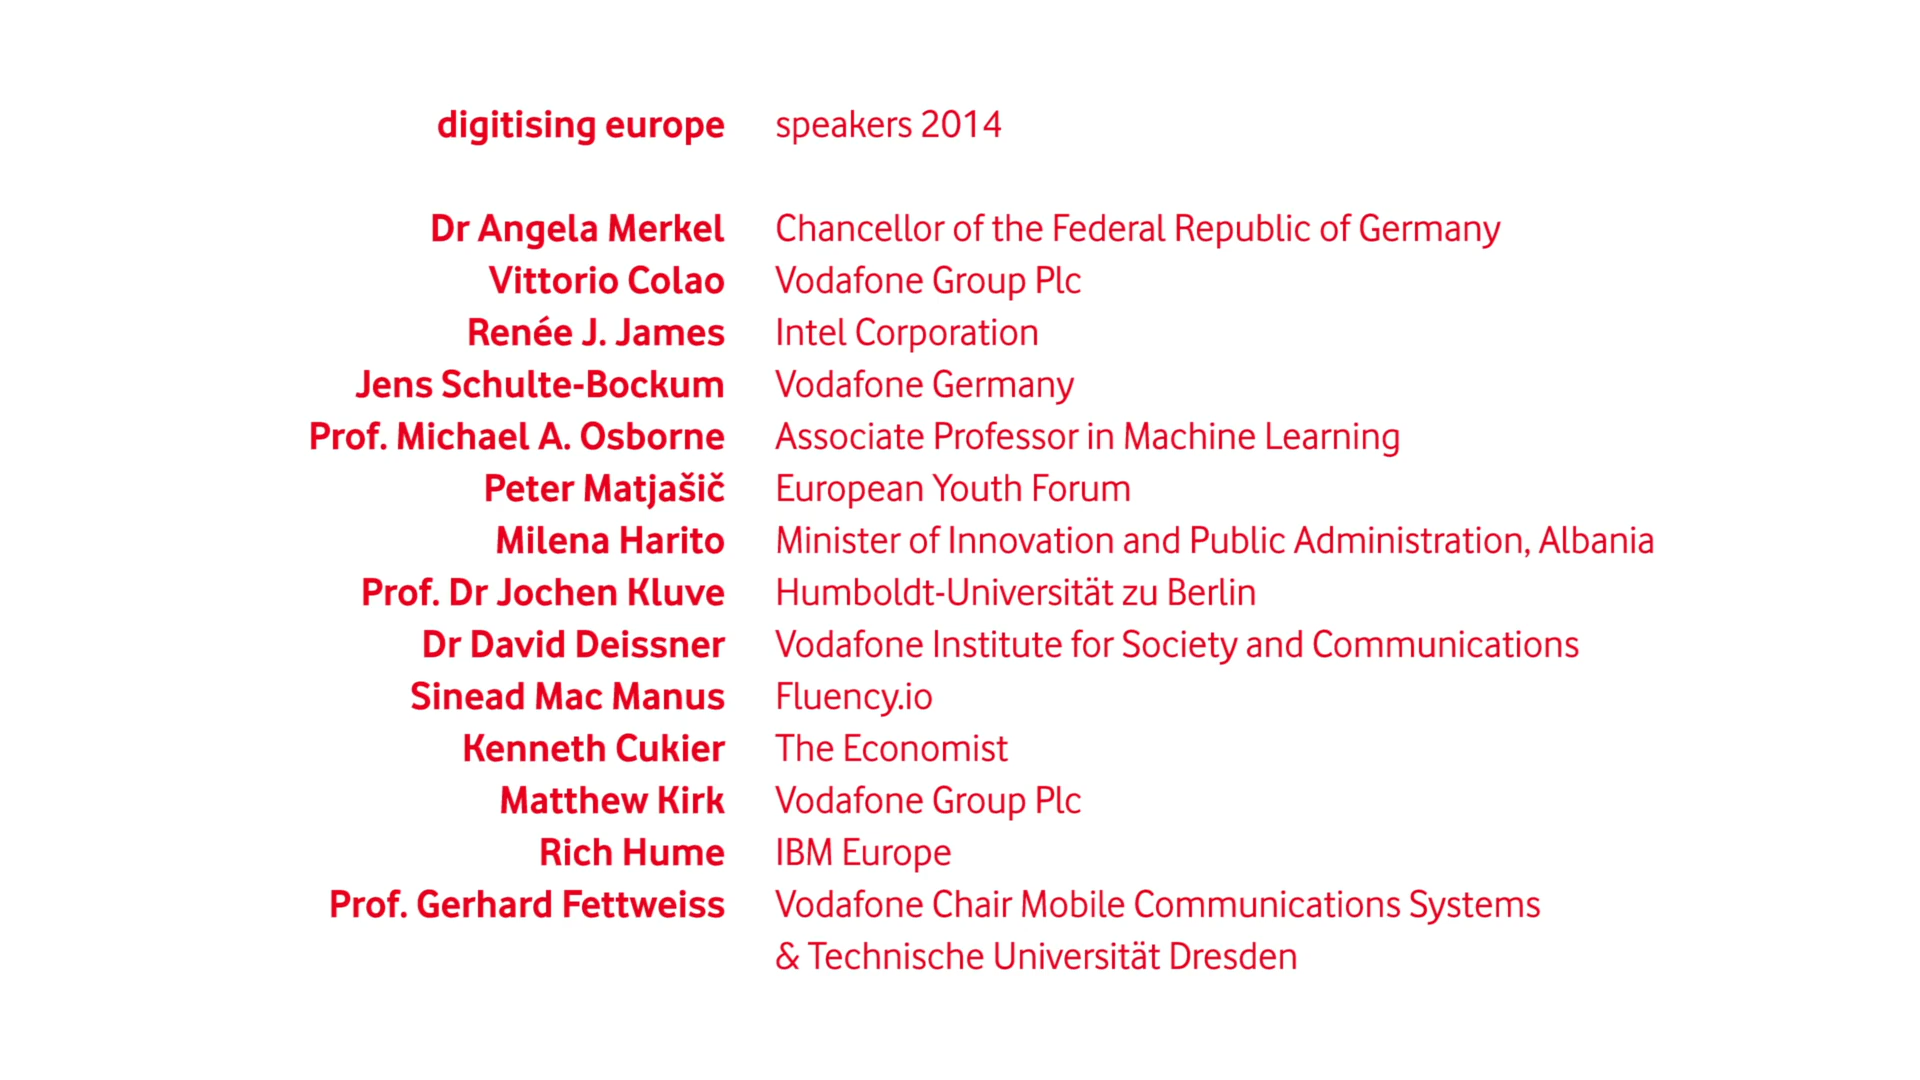 digitising europe speakers 2014
Dr Angela Merkel Chancellor of the Federal Republic of Germany
Vittorio Colao Vodafone Group Plc
Renée J. James Intel Corporation
Jens Schulte-Bockum Vodafone Germany
Prof. Michael A. Osborne Associate Professor in Machine Learning
Peter Matjašič European Youth Forum
Milena Harito Minister of Innovation and Public Administration, Albania
Prof. Dr Jochen Kluve Humboldt-Universität zu Berlin
Dr David Deissner Vodafone Institute for Society and Communications
Sinead Mac Manus Fluency.io
Kenneth Cukier The Economist
Matthew Kirk Vodafone Group Plc
Rich Hume IBM Europe
Prof. Gerhard Fettweiss Vodafone Chair Mobile Communications Systems
& Technische Universität Dresden